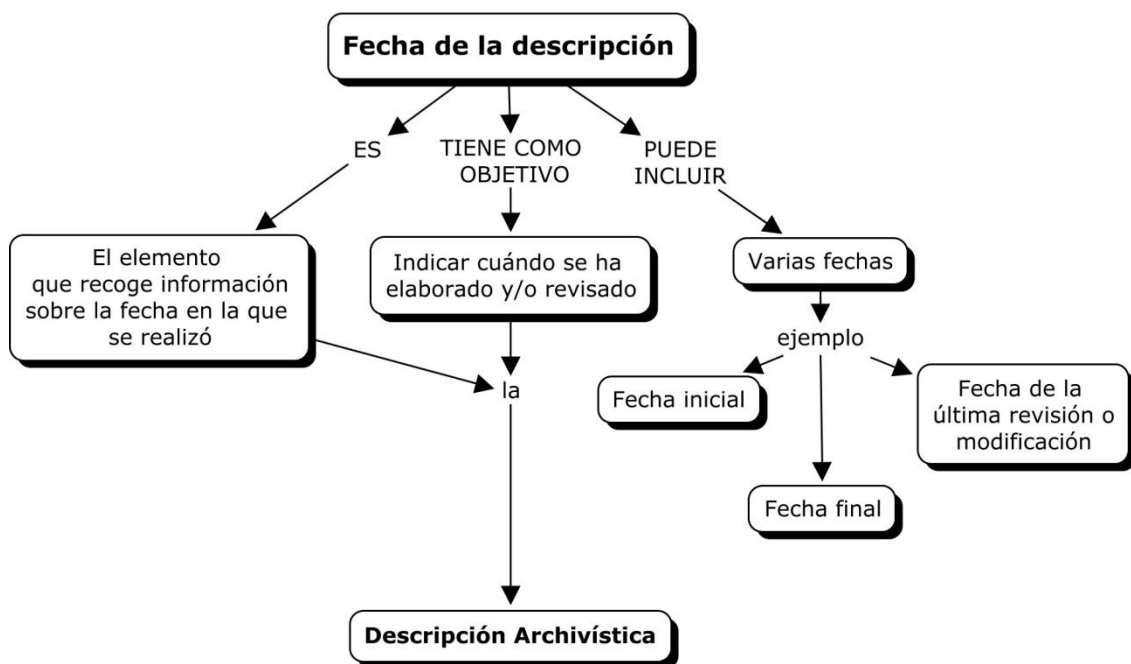 Fecha de la descripción
ES
TIENE COMO
OBJETIVO
PUEDE
INCLUIR
El elemento
que recoge información
sobre la fecha en la que
se realizó
Indicar cuándo se ha
elaborado y/o revisado
Varias fechas
ejemplo
la
Fecha inicial
Fecha de la
última revisión o
modificación
Fecha final
Descripción Archivística